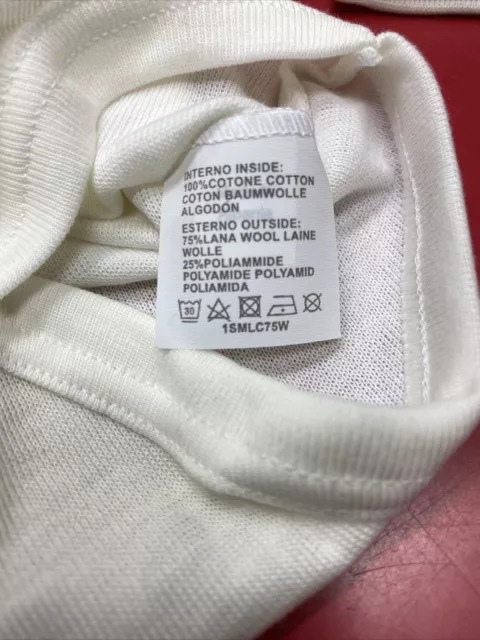 INTERNO INSIDE:
100%COTONE COTTON
COTON BAUMWOLLE
ALGODÓN
ESTERNO OUTSIDE:
75%LANA WOOL LAINE
WOLLE
25%POLIAMMIDE
POLYAMIDE POLYAMID
POLIAMIDA
30
1SMLC75W